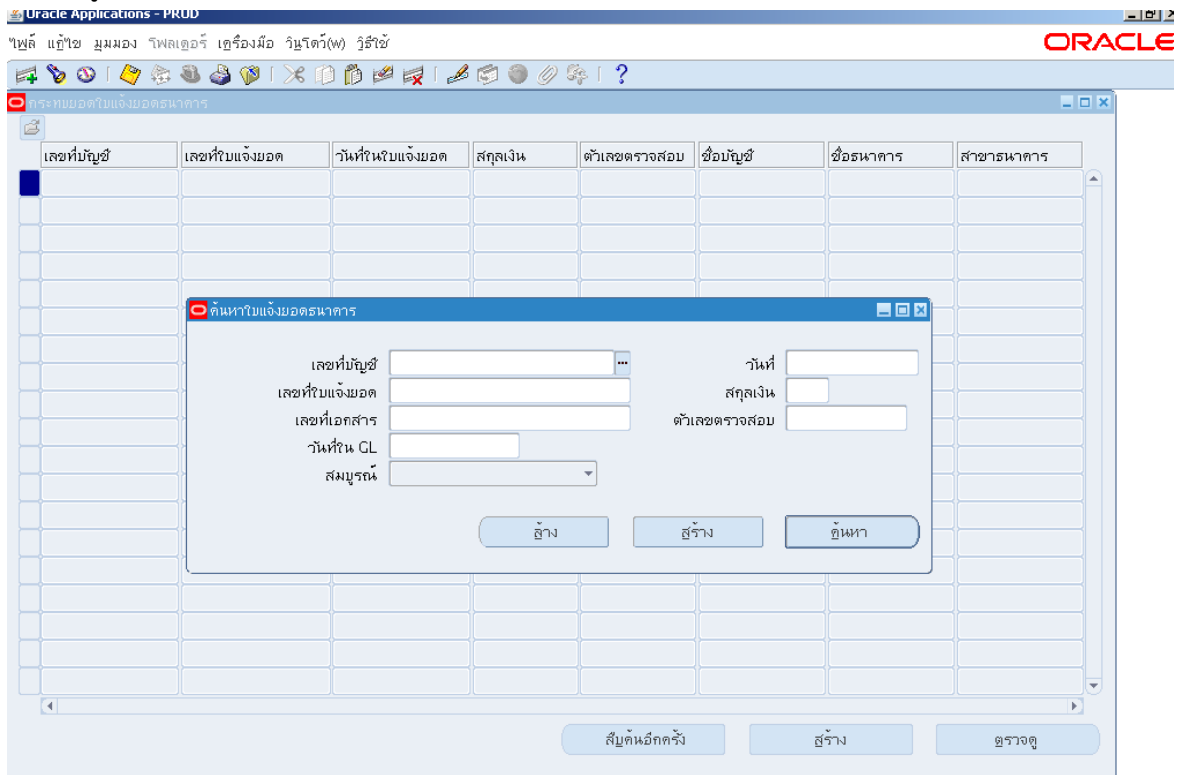 Oracle Applications - PROD
ไฟล์ แก้ไข มุมมอง โฟลเดอร์ เครื่องมือ วินโดว์(w) วิธีใช้
ORACLE
กระทบยอดใบแจ้งยอดธนาคาร
เลขที่บัญชี เลขที่ใบแจ้งยอด วันที่ในใบแจ้งยอด สกุลเงิน ตัวเลขตรวจสอบ ชื่อบัญชี ชื่อธนาคาร สาขาธนาคาร
ค้นหาใบแจ้งยอดธนาคาร
เลขที่บัญชี วันที่
เลขที่ใบแจ้งยอด สกุลเงิน
เลขที่เอกสาร ตัวเลขตรวจสอบ
วันที่ใน GL
สมบูรณ์
ล้าง สร้าง ค้นหา
สืบค้นอีกครั้ง สร้าง ตรวจดู